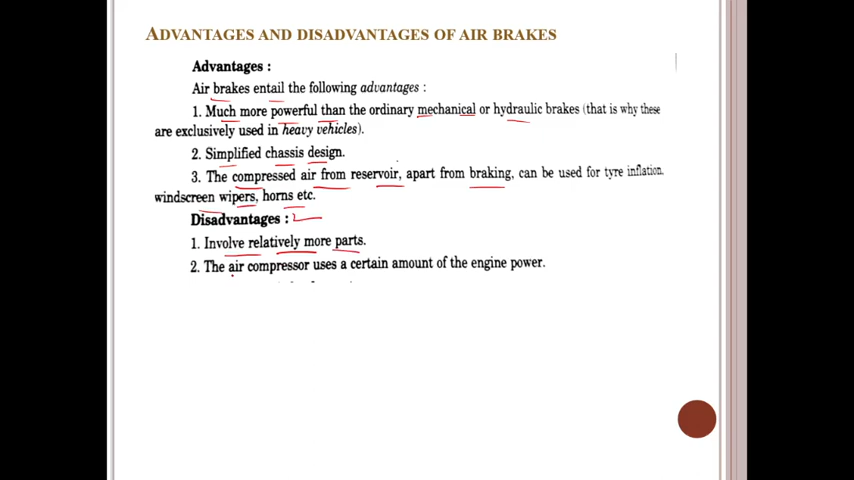 ADVANTAGES AND DISADVANTAGES OF AIR BRAKES
Advantages :
Air brakes entail the following advantages :
1. Much more powerful than the ordinary mechanical or hydraulic brakes (that is why these
are exclusively used in heavy vehicles).
2. Simplified chassis design.
3. The compressed air from reservoir, apart from braking, can be used for tyre inflation,
windscreen wipers, horns etc.
Disadvantages :
1. Involve relatively more parts.
2. The air compressor uses a certain amount of the engine power.